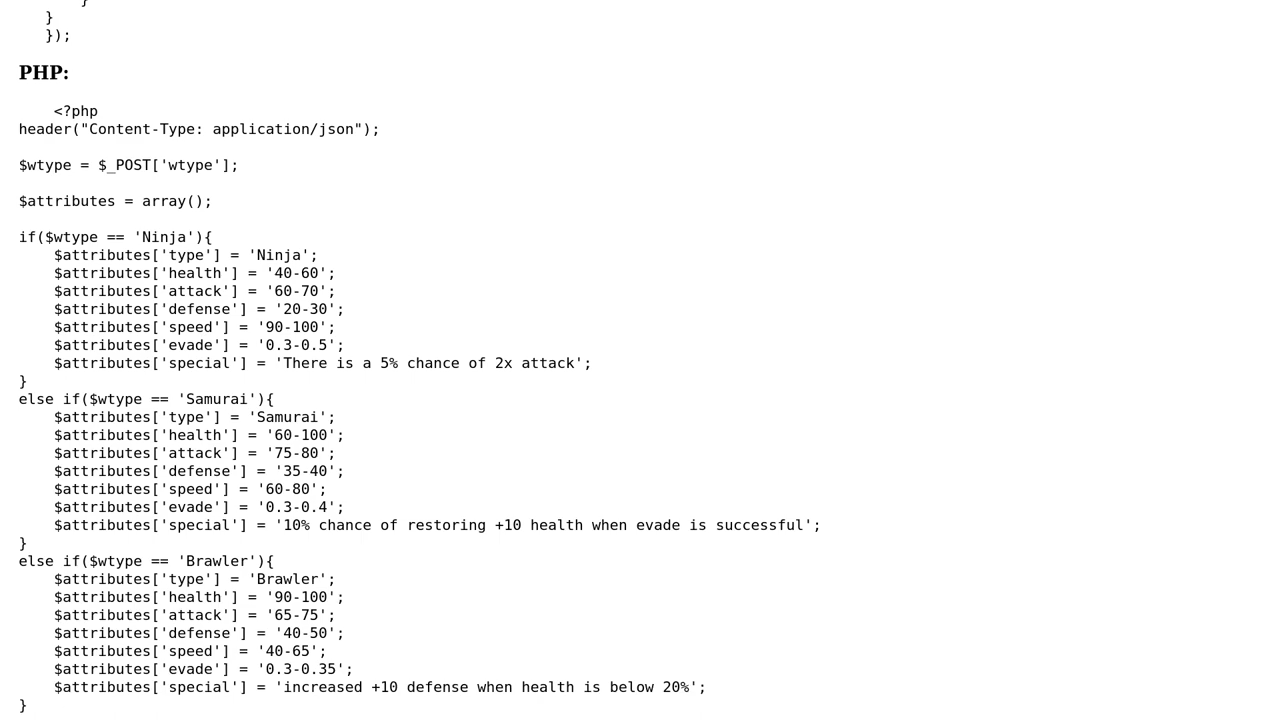 }
}
});
PHP:
<?php
header("Content-Type: application/json");
$wtype = $_POST['wtype'];
$attributes = array();
if($wtype == 'Ninja'){
$attributes['type'] = 'Ninja';
$attributes['health'] = '40-60';
$attributes['attack'] = '60-70';
$attributes['defense'] = '20-30';
$attributes['speed'] = '90-100';
$attributes['evade'] = '0.3-0.5';
$attributes['special'] = 'There is a 5% chance of 2x attack';
}
else if($wtype == 'Samurai'){
$attributes['type'] = 'Samurai';
$attributes['health'] = '60-100';
$attributes['attack'] = '75-80';
$attributes['defense'] = '35-40';
$attributes['speed'] = '60-80';
$attributes['evade'] = '0.3-0.4';
$attributes['special'] = '10% chance of restoring +10 health when evade is successful';
}
else if($wtype == 'Brawler'){
$attributes['type'] = 'Brawler';
$attributes['health'] = '90-100';
$attributes['attack'] = '65-75';
$attributes['defense'] = '40-50';
$attributes['speed'] = '40-65';
$attributes['evade'] = '0.3-0.35';
$attributes['special'] = 'increased +10 defense when health is below 20%';
}